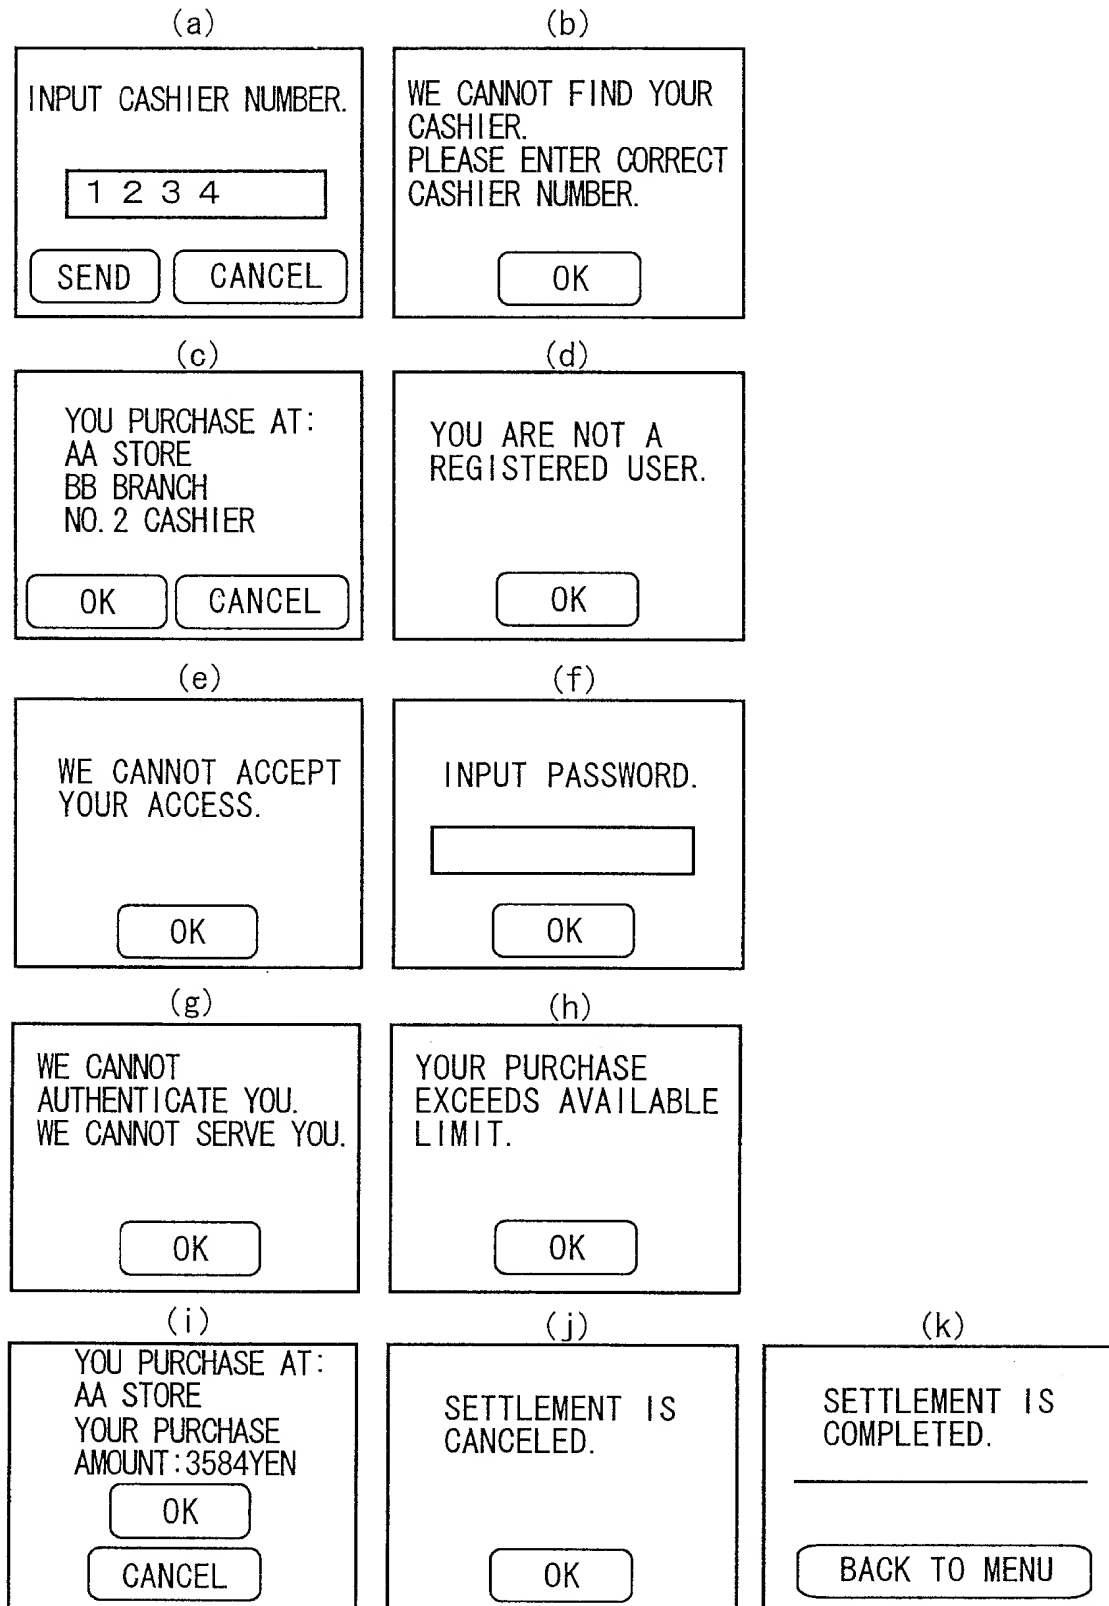 (a)
INPUT CASHIER NUMBER.
1 2 3 4
SEND
CANCEL
(b)
WE CANNOT FIND YOUR
CASHIER.
PLEASE ENTER CORRECT
CASHIER NUMBER.
OK
(c)
YOU PURCHASE AT:
AA STORE
BB BRANCH
NO.2 CASHIER
OK
CANCEL
(d)
YOU ARE NOT A
REGISTERED USER.
OK
(e)
WE CANNOT ACCEPT
YOUR ACCESS.
OK
(f)
INPUT PASSWORD.
OK
(g)
WE CANNOT
AUTHENTICATE YOU.
WE CANNOT SERVE YOU.
OK
(h)
YOUR PURCHASE
EXCEEDS AVAILABLE
LIMIT.
OK
(i)
YOU PURCHASE AT:
AA STORE
YOUR PURCHASE
AMOUNT:3584YEN
OK
CANCEL
(j)
SETTLEMENT IS
CANCELED.
OK
(k)
SETTLEMENT IS
COMPLETED.
BACK TO MENU